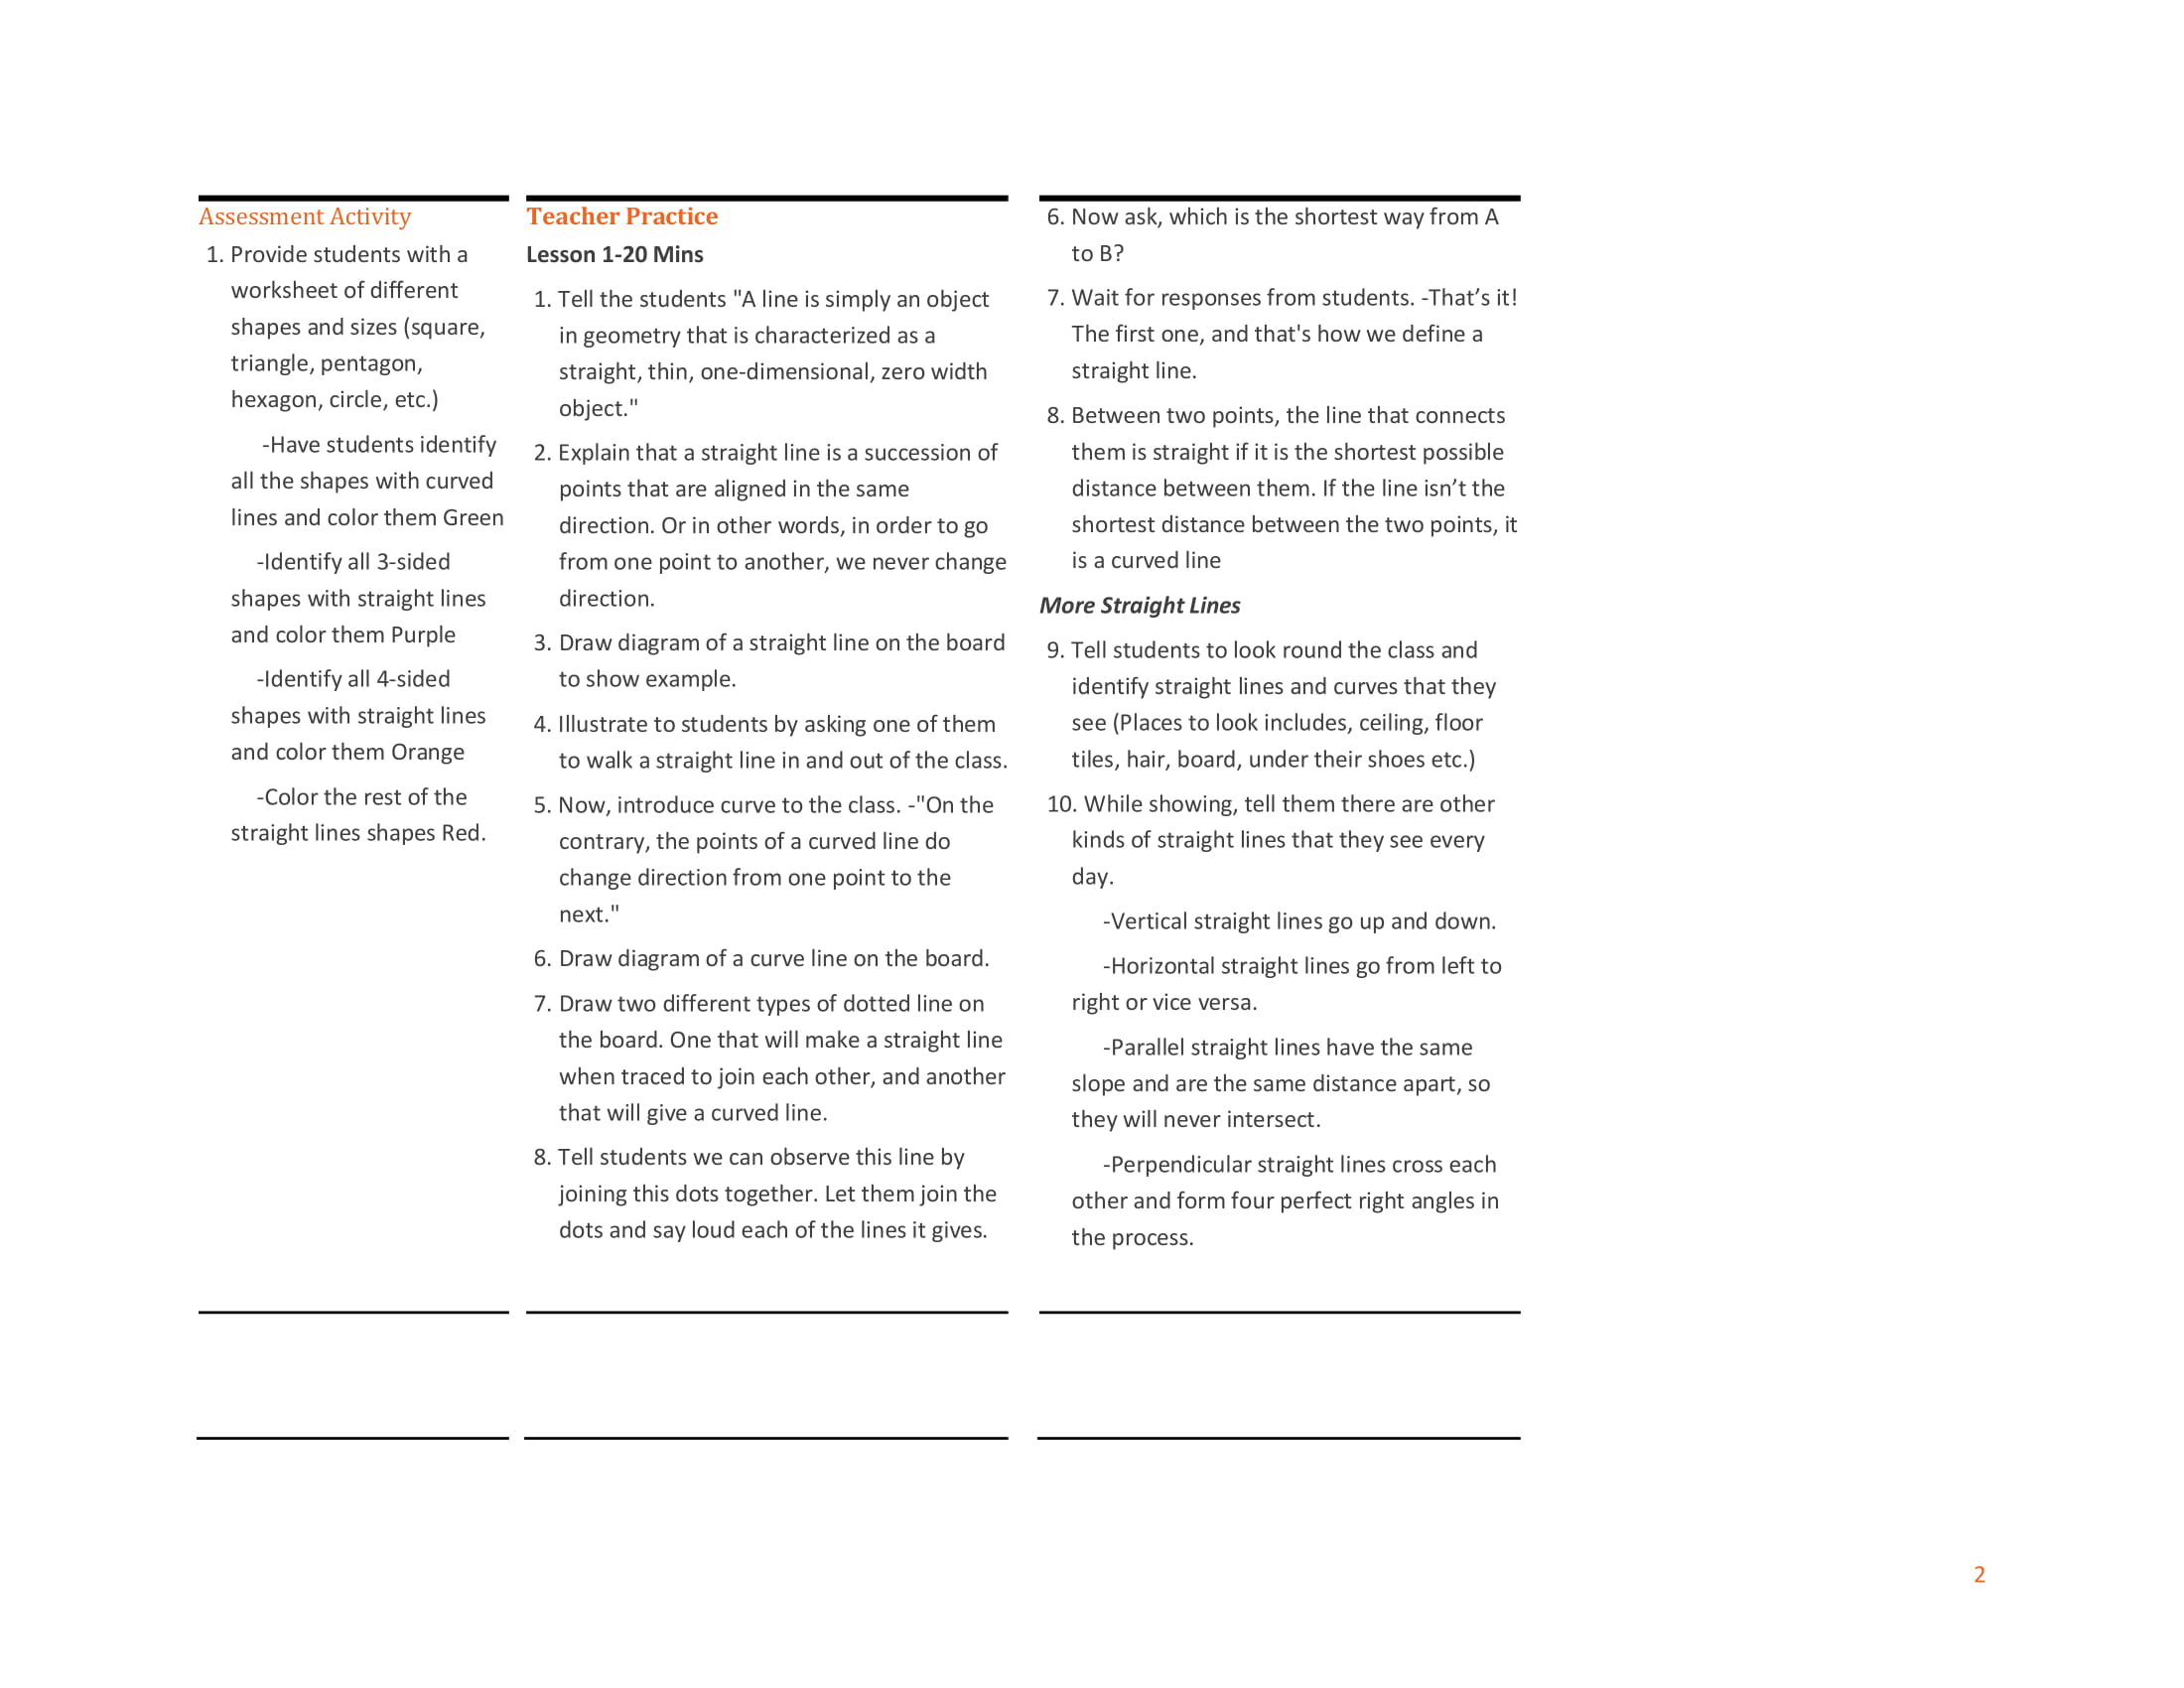 Assessment Activity
1. Provide students with a
worksheet of different
shapes and sizes (square,
triangle, pentagon,
hexagon, circle, etc.)
-Have students identify
all the shapes with curved
lines and color them Green
-Identify all 3-sided
shapes with straight lines
and color them Purple
-Identify all 4-sided
shapes with straight lines
and color them Orange
-Color the rest of the
straight lines shapes Red.
Teacher Practice
Lesson 1-20 Mins
1. Tell the students "A line is simply an object
in geometry that is characterized as a
straight, thin, one-dimensional, zero width
object."
2. Explain that a straight line is a succession of
points that are aligned in the same
direction. Or in other words, in order to go
from one point to another, we never change
direction.
3. Draw diagram of a straight line on the board
to show example.
4. Illustrate to students by asking one of them
to walk a straight line in and out of the class.
5. Now, introduce curve to the class. -"On the
contrary, the points of a curved line do
change direction from one point to the
next."
6. Draw diagram of a curve line on the board.
7. Draw two different types of dotted line on
the board. One that will make a straight line
when traced to join each other, and another
that will give a curved line.
8. Tell students we can observe this line by
joining this dots together. Let them join the
dots and say loud each of the lines it gives.
6. Now ask, which is the shortest way from A
to B?
7. Wait for responses from students. -That’s it!
The first one, and that's how we define a
straight line.
8. Between two points, the line that connects
them is straight if it is the shortest possible
distance between them. If the line isn’t the
shortest distance between the two points, it
is a curved line
More Straight Lines
9. Tell students to look round the class and
identify straight lines and curves that they
see (Places to look includes, ceiling, floor
tiles, hair, board, under their shoes etc.)
10. While showing, tell them there are other
kinds of straight lines that they see every
day.
-Vertical straight lines go up and down.
-Horizontal straight lines go from left to
right or vice versa.
-Parallel straight lines have the same
slope and are the same distance apart, so
they will never intersect.
-Perpendicular straight lines cross each
other and form four perfect right angles in
the process.
2